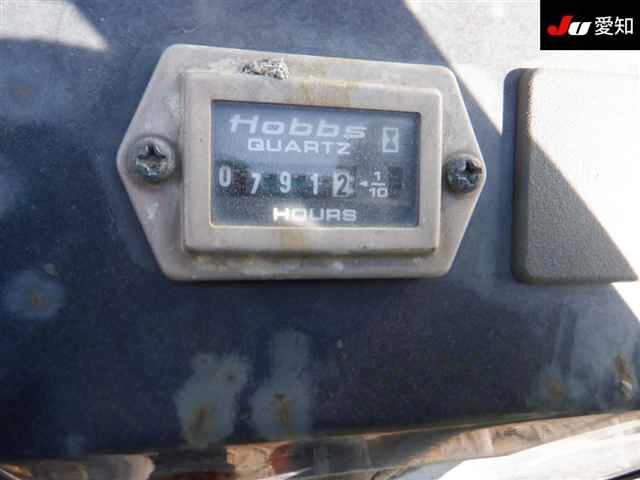 JU 愛知
Hobbs
QUARTZ
0 7 9 1 2 ◄ 1/10
HOURS